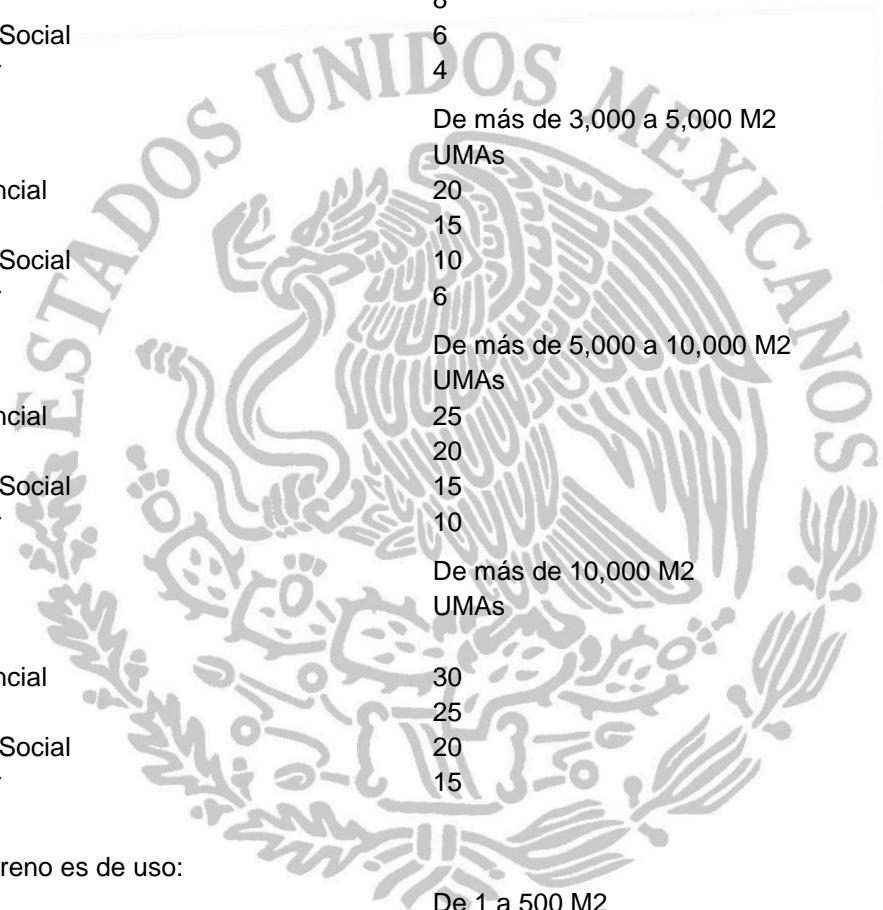 8
Social 6
4
De más de 3,000 a 5,000 M2
UMAs
ncial 20
15
Social 10
6
De más de 5,000 a 10,000 M2
UMAs
ncial 25
20
Social 15
10
De más de 10,000 M2
UMAs
ncial 30
25
Social 20
15
reno es de uso:
De 1 a 500 M2
ESTADOS UNIDOS MEXICANOS